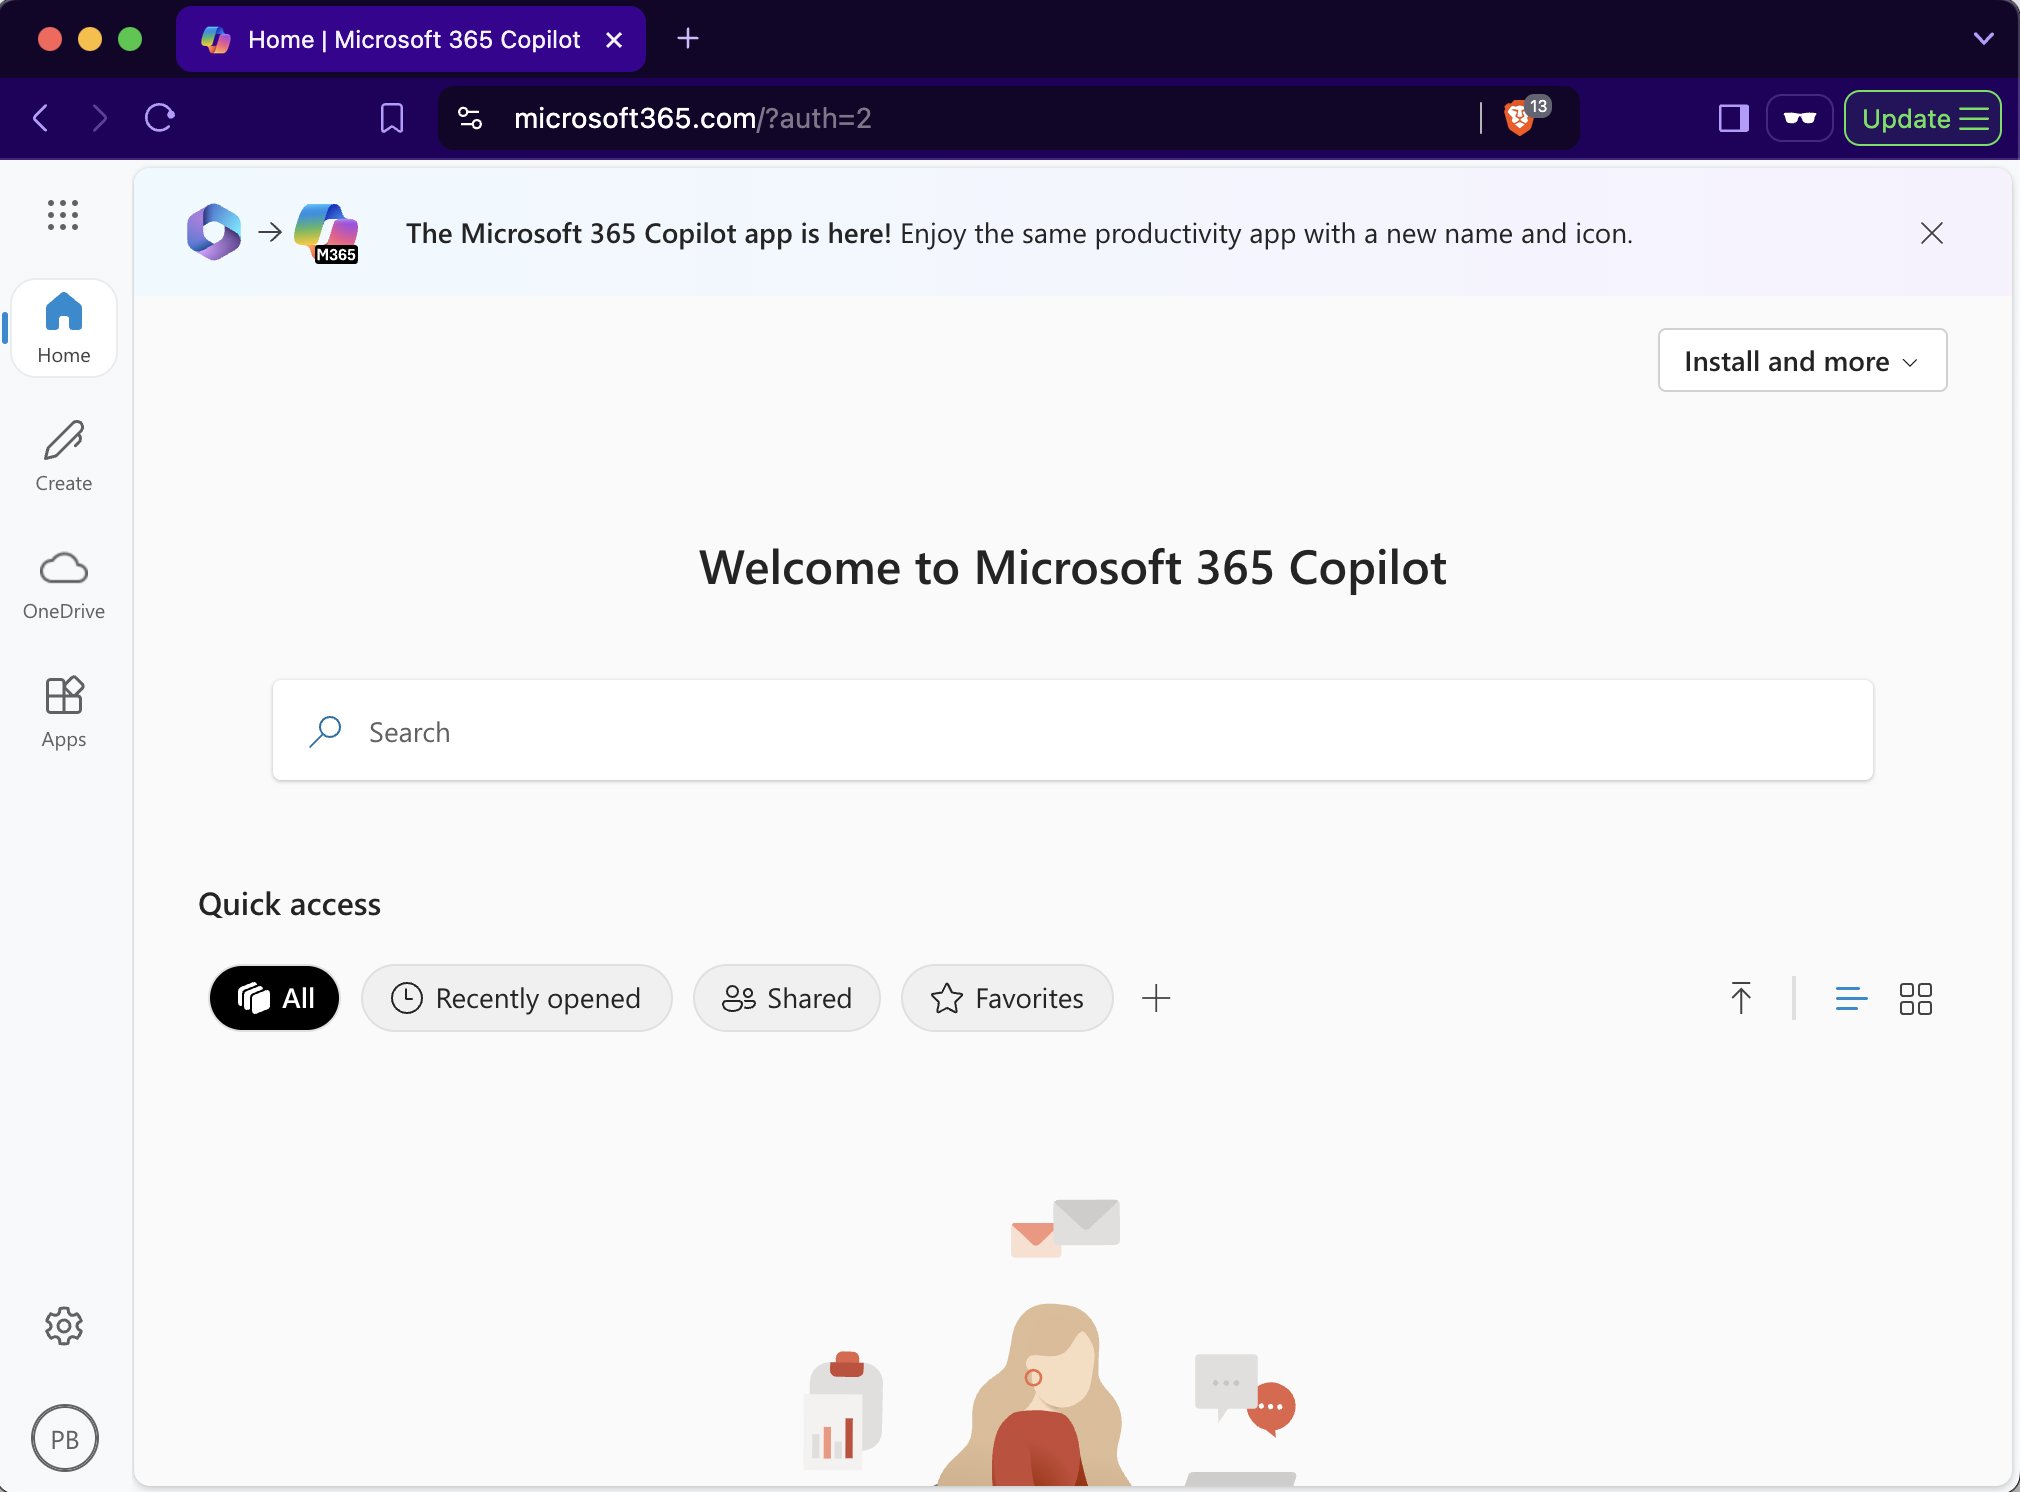 Home | Microsoft 365 Copilot
microsoft365.com/?auth=2
13
Update
M365
The Microsoft 365 Copilot app is here! Enjoy the same productivity app with a new name and icon.
Home
Install and more
Create
Welcome to Microsoft 365 Copilot
OneDrive
Search
Apps
Quick access
All
Recently opened
Shared
Favorites
PB